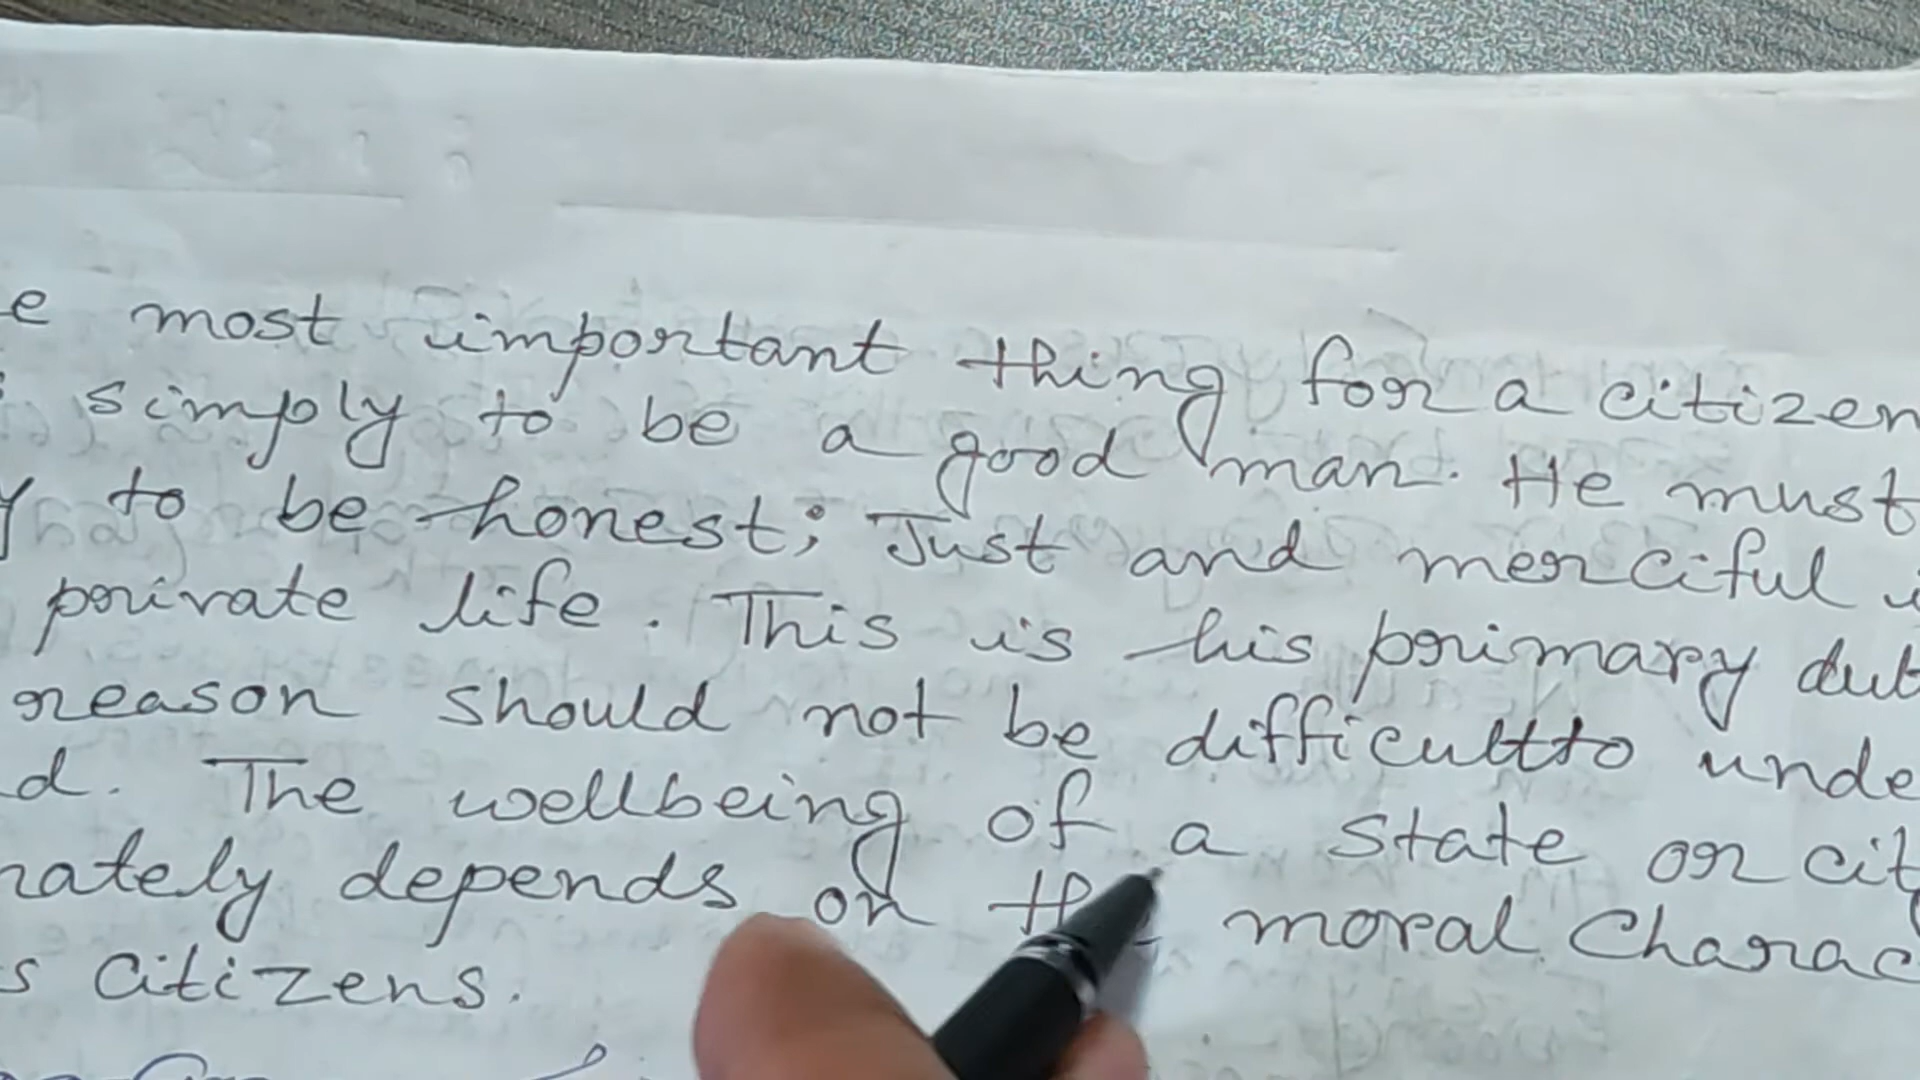 e most important thing for a citizen
simply to be a good man. He must
y to be honest; Just and merciful i
private life. This is his primary dut
reason should not be difficultto unde
d. The wellbeing of a state or cit
nately depends on the moral Charac
s citizens.